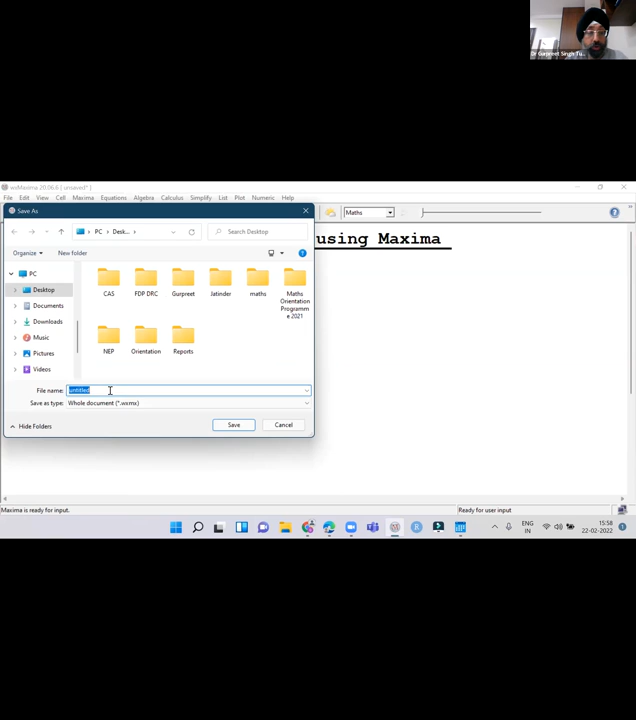 Dr Gurpreet Singh Tu...
wxMaxima 20.06.6 [ unsaved* ]
File Edit View Cell Maxima Equations Algebra Calculus Simplify List Plot Numeric Help
Save As
Maths
PC > Desk... >
Search Desktop
using Maxima
Organize
New folder
PC
Desktop
Documents
Downloads
Music
Pictures
Videos
CAS
FDP DRC
Gurpreet
Jatinder
maths
Maths
Orientation
Programm
e 2021
NEP
Orientation
Reports
File name: untitled
Save as type: Whole document (*.wxmx)
Hide Folders
Save
Cancel
Maxima is ready for input.
Ready for user input
ENG
IN
15:58
22-02-2022